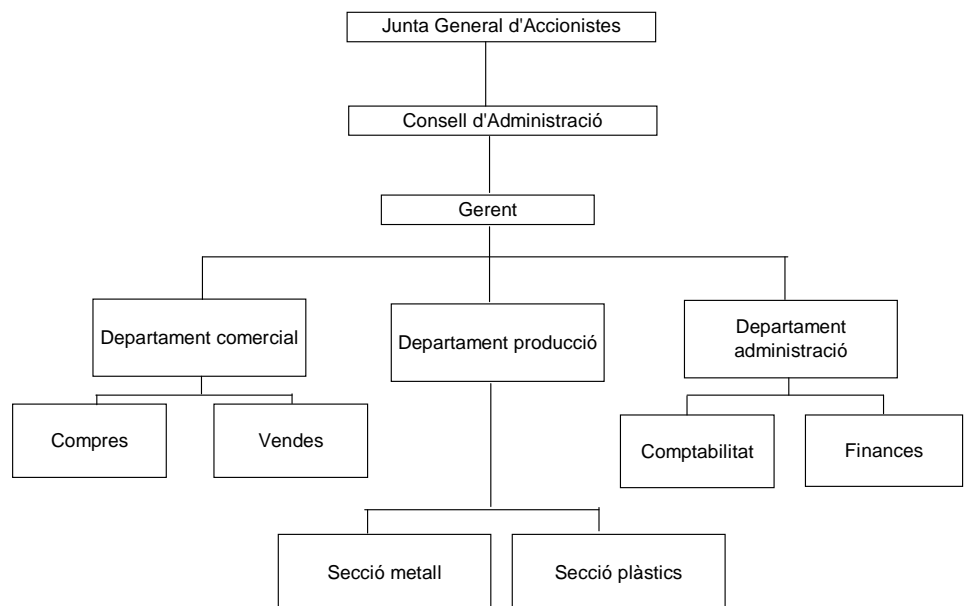 Junta General d'Accionistes
Consell d'Administració
Gerent
Departament comercial
Departament producció
Departament
administració
Compres
Vendes
Comptabilitat
Finances
Secció metall
Secció plàstics